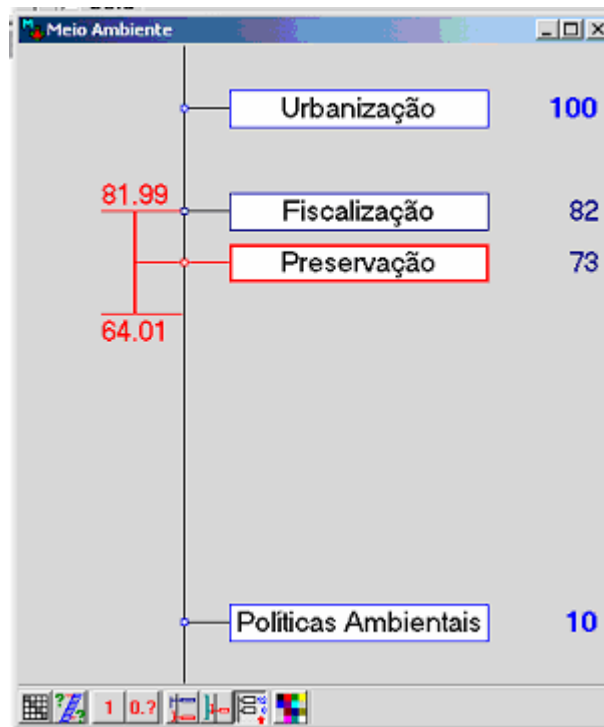 Meio Ambiente
Urbanização 100
81.99
Fiscalização 82
Preservação 73
64.01
Políticas Ambientais 10
1 0.?